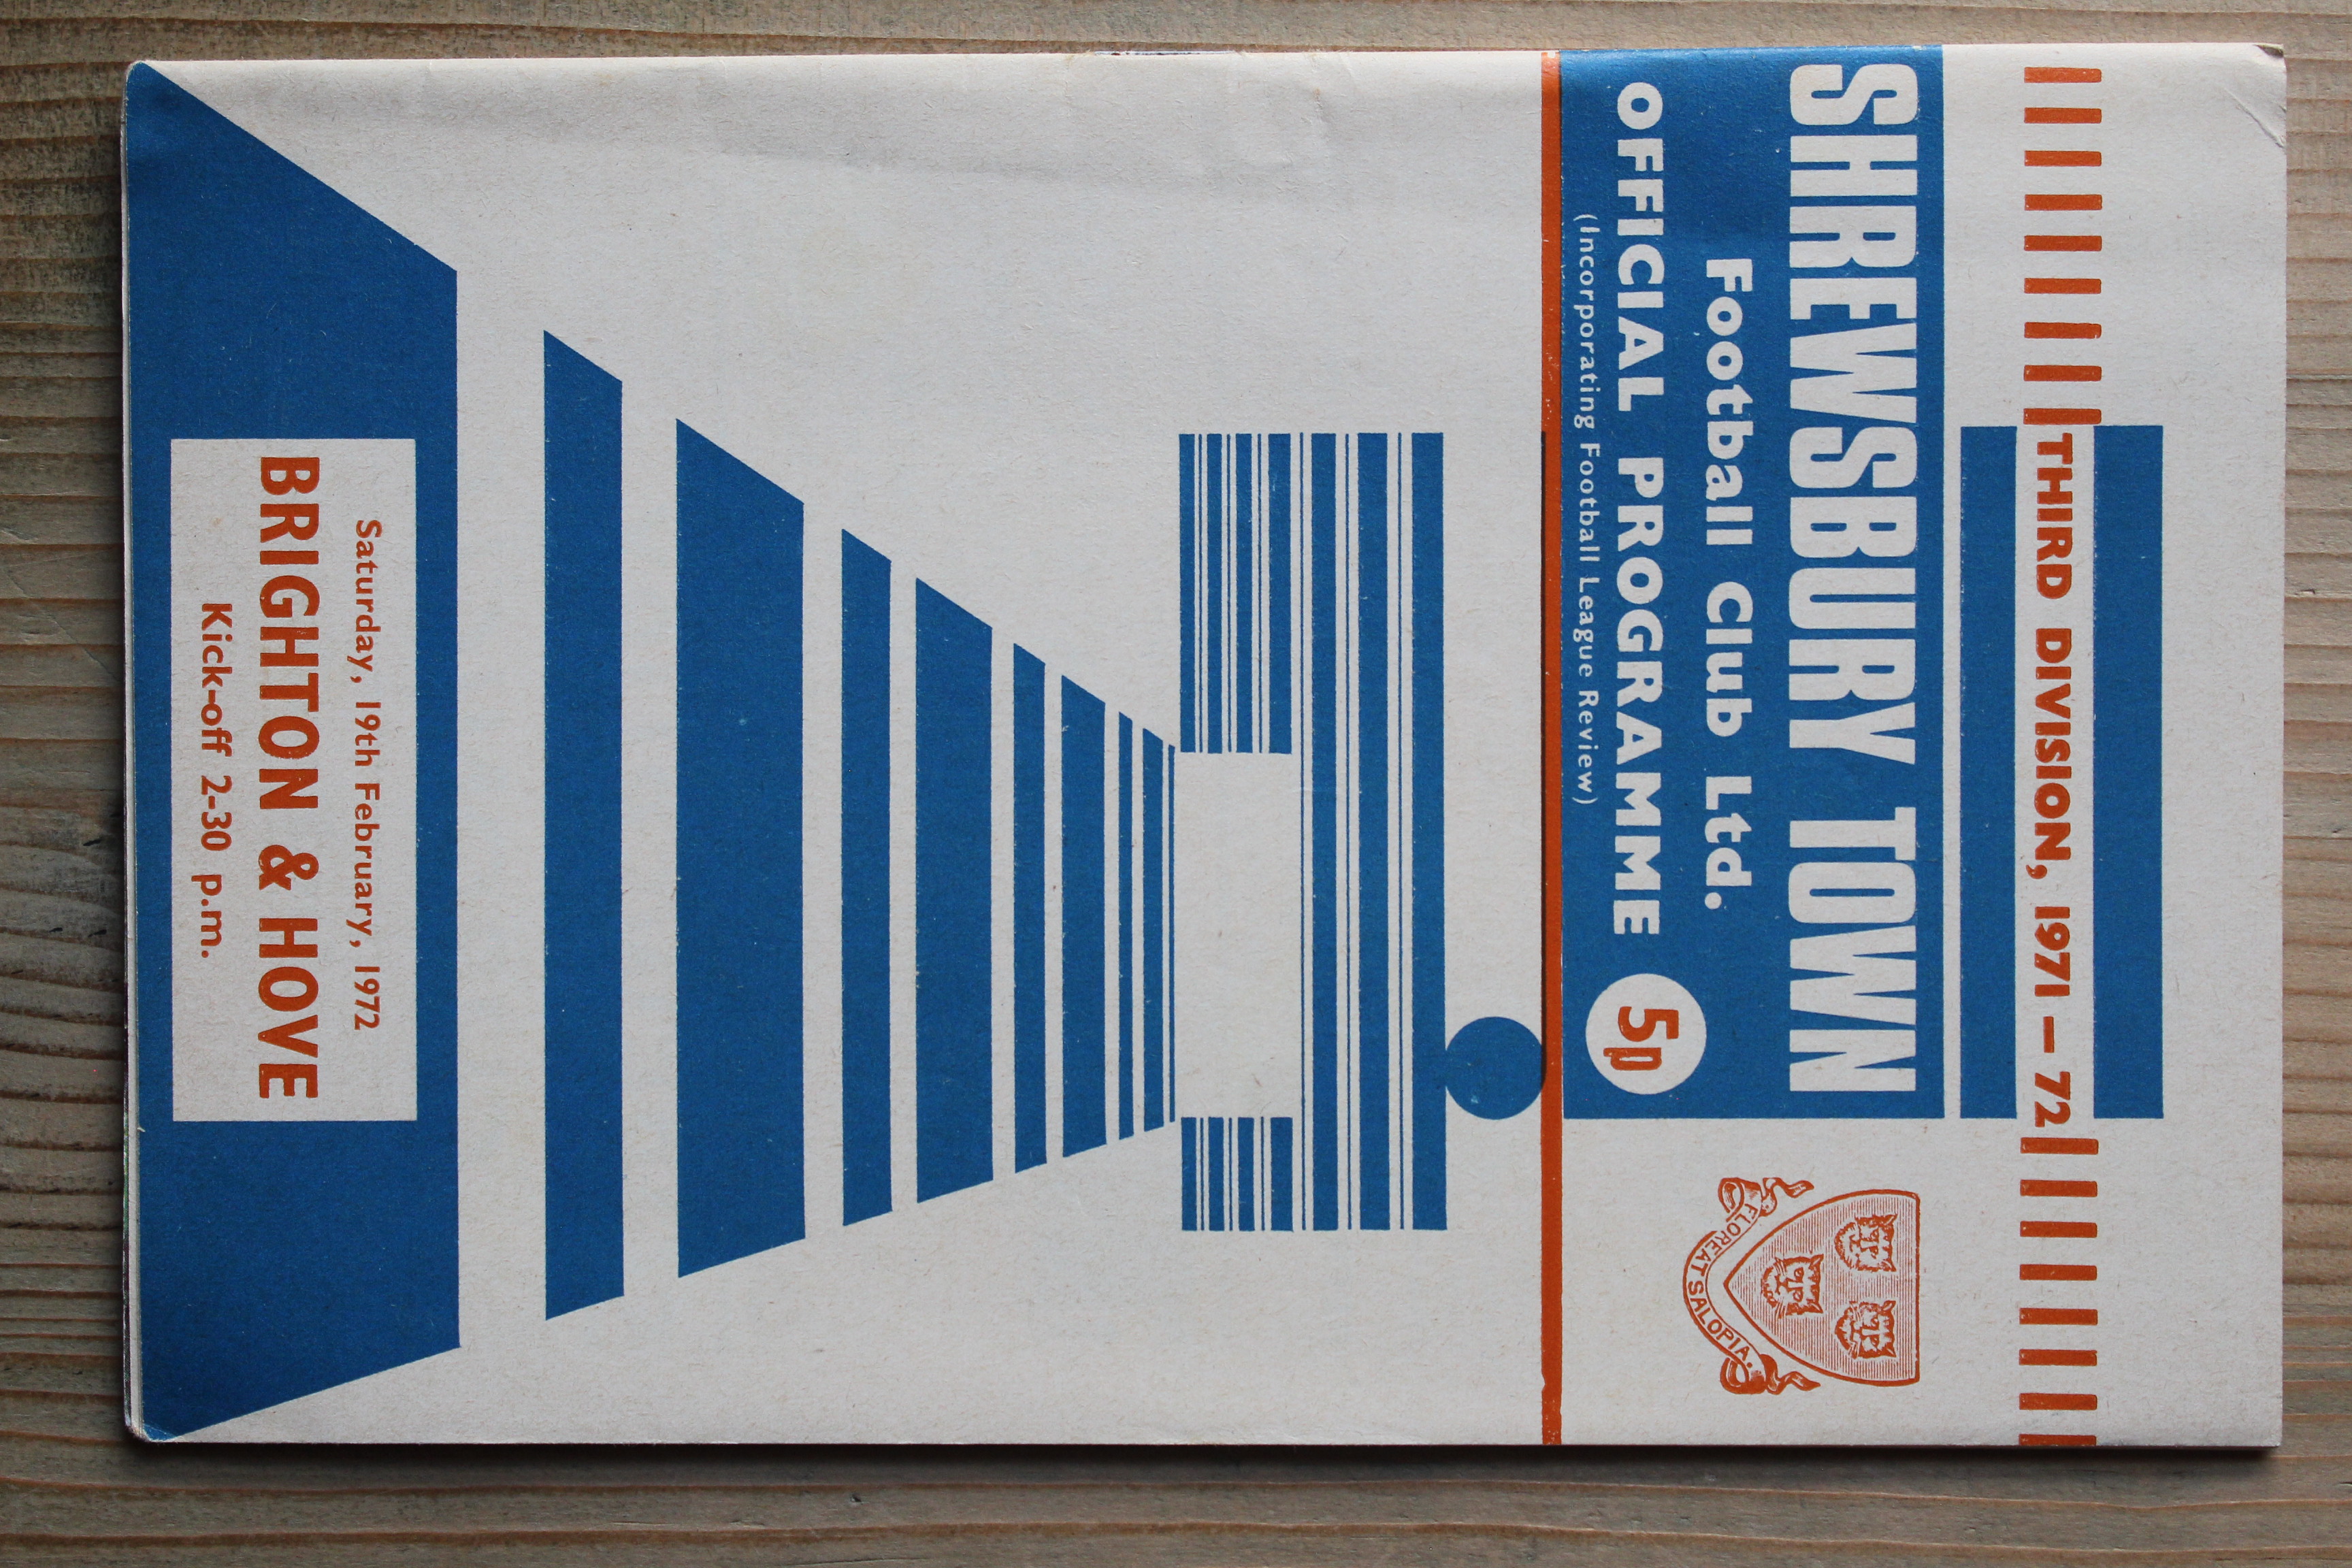 THIRD DIVISION, 1971 – 72
SHREWSBURY TOWN
Football Club Ltd.
OFFICIAL PROGRAMME 5p
(Incorporating Football League Review)
FLOREAT SALOPIA.
Saturday, 19th February, 1972
BRIGHTON & HOVE
Kick-off 2-30 p.m.